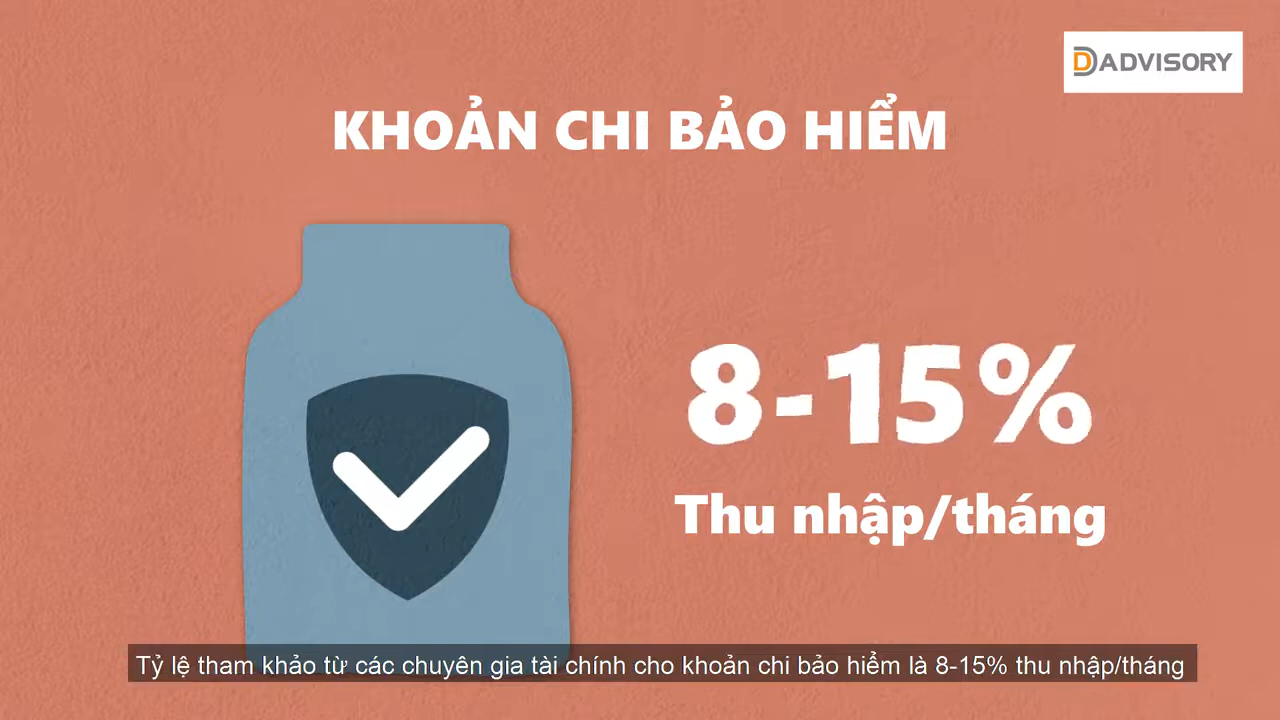 DADVISORY
KHOẢN CHI BẢO HIỂM
8-15%
Thu nhập/tháng
Tỷ lệ tham khảo từ các chuyên gia tài chính cho khoản chi bảo hiểm là 8-15% thu nhập/tháng